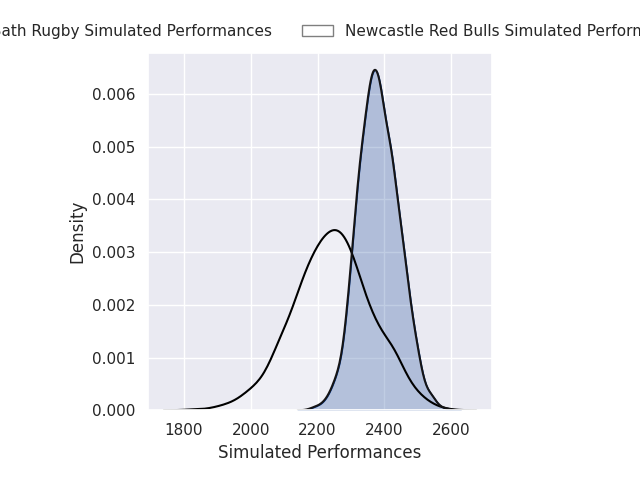 ath Rugby Simulated Performances Newcastle Red Bulls Simulated Perforn
0.006
0.005
0.004
0.003
0.002
0.001
0.000
Density
1800 2000 2200 2400 2600
Simulated Performances